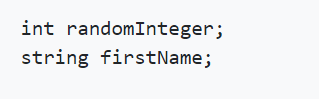 int randomInteger;
string firstName;